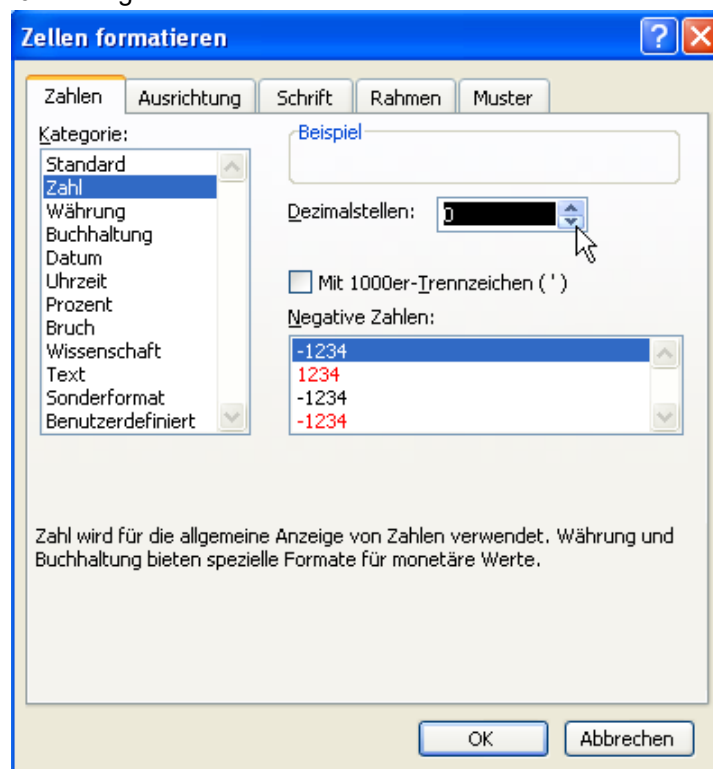 Zellen formatieren
Zahlen Ausrichtung Schrift Rahmen Muster
Kategorie:
Standard
Zahl
Währung
Buchhaltung
Datum
Uhrzeit
Prozent
Bruch
Wissenschaft
Text
Sonderformat
Benutzerdefiniert
Beispiel
Dezimalstellen: 0
Mit 1000er-Trennzeichen ( ' )
Negative Zahlen:
-1234
1234
-1234
-1234
Zahl wird für die allgemeine Anzeige von Zahlen verwendet. Währung und
Buchhaltung bieten spezielle Formate für monetäre Werte.
OK Abbrechen